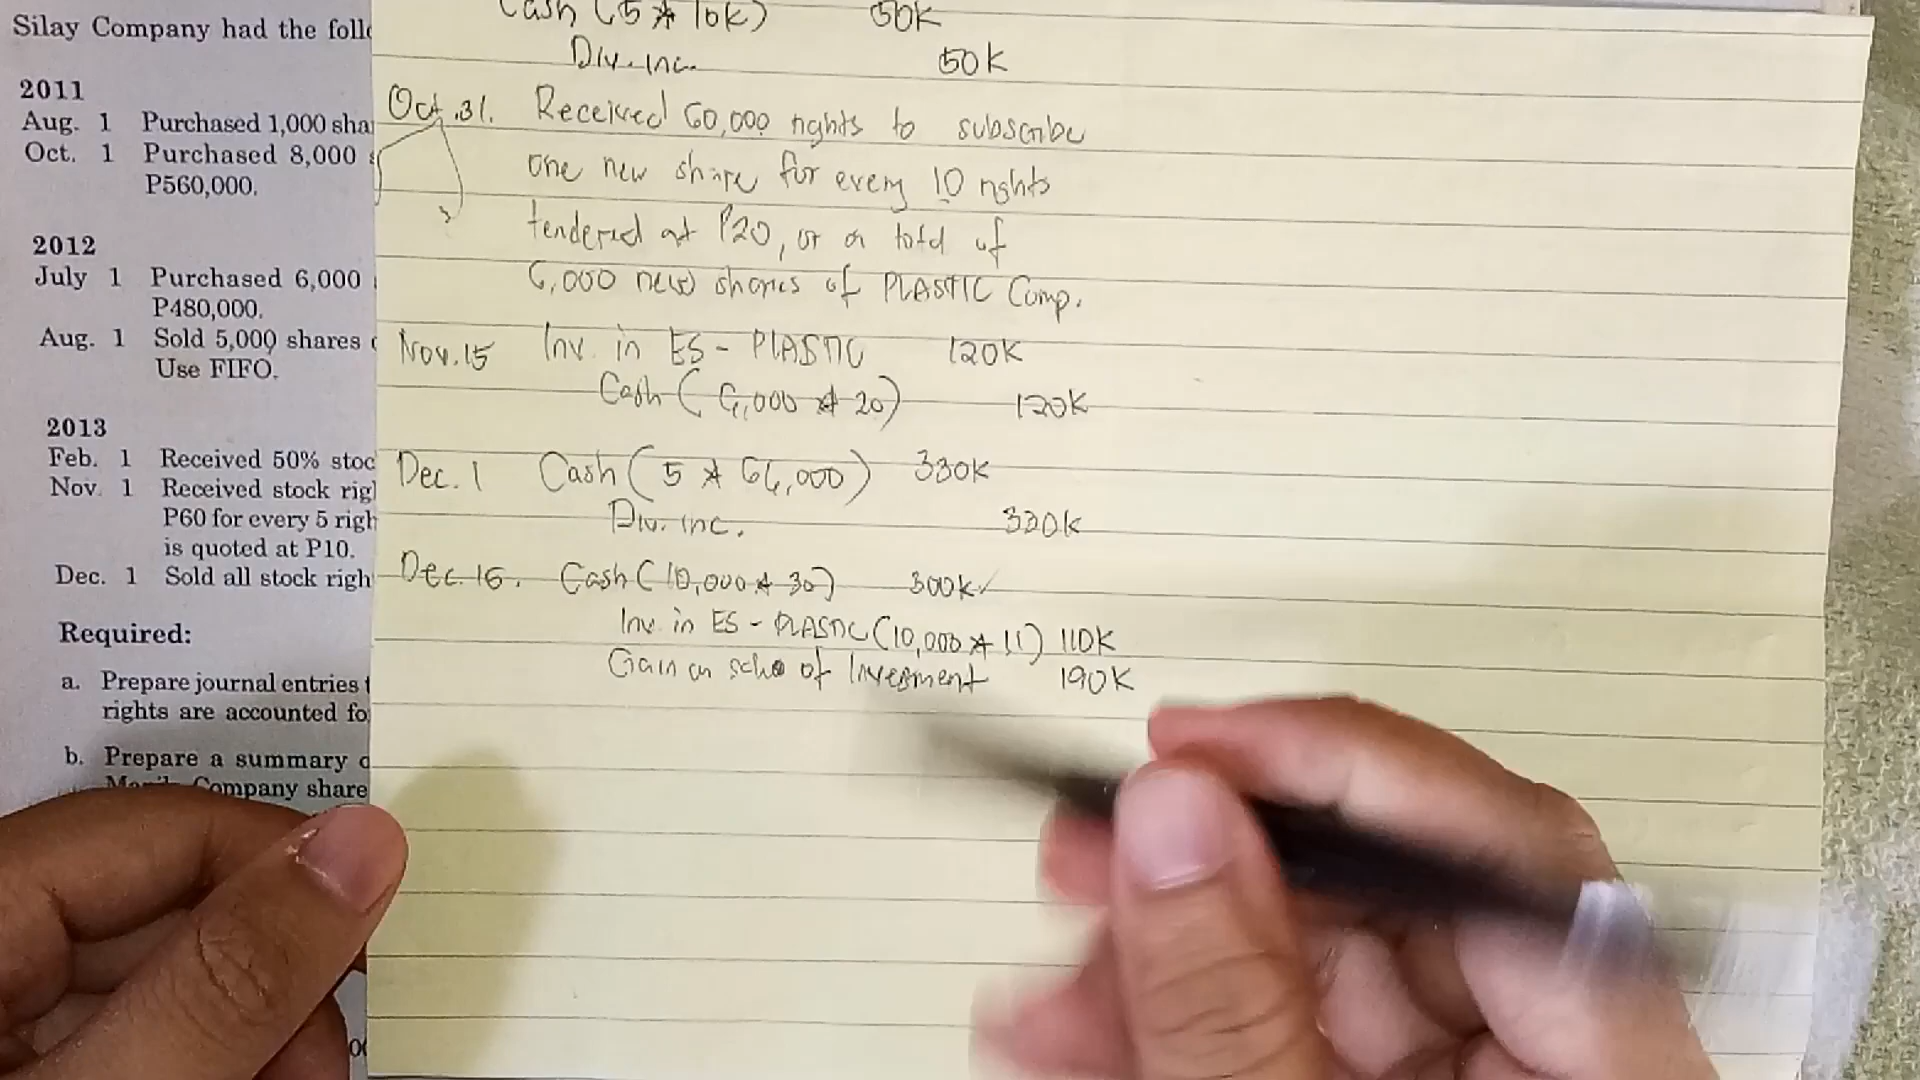 Silay Company had the foll
2011
Aug. 1 Purchased 1,000 sha
Oct. 1 Purchased 8,000
P560,000.
2012
July 1 Purchased 6,000
P480,000.
Aug. 1 Sold 5,000 shares
Use FIFO.
2013
Feb. 1 Received 50% stoc
Nov. 1 Received stock rig
P60 for every 5 righ
is quoted at P10.
Dec. 1 Sold all stock righ
Required:
a. Prepare journal entries
rights are accounted fo
b. Prepare a summary
Company share
Cash (5 * 10k) 50K
Div. inc. 50K
Oct. 31. Received 60,000 rights to subscribe
one new share for every 10 rights
tendered at P20, or a total of
6,000 new shares of PLASTIC Comp.
Nov. 15 Inv. in ES - PLASTIC 120K
Cash (6,000 * 20) 120K
Dec. 1 Cash (5 * 66,000) 330K
Div. inc. 330K
Dec 16. Cash (10,000 * 30) 300k
Inv. in ES - PLASTIC (10,000 * 11) 110K
Gain on of 190K